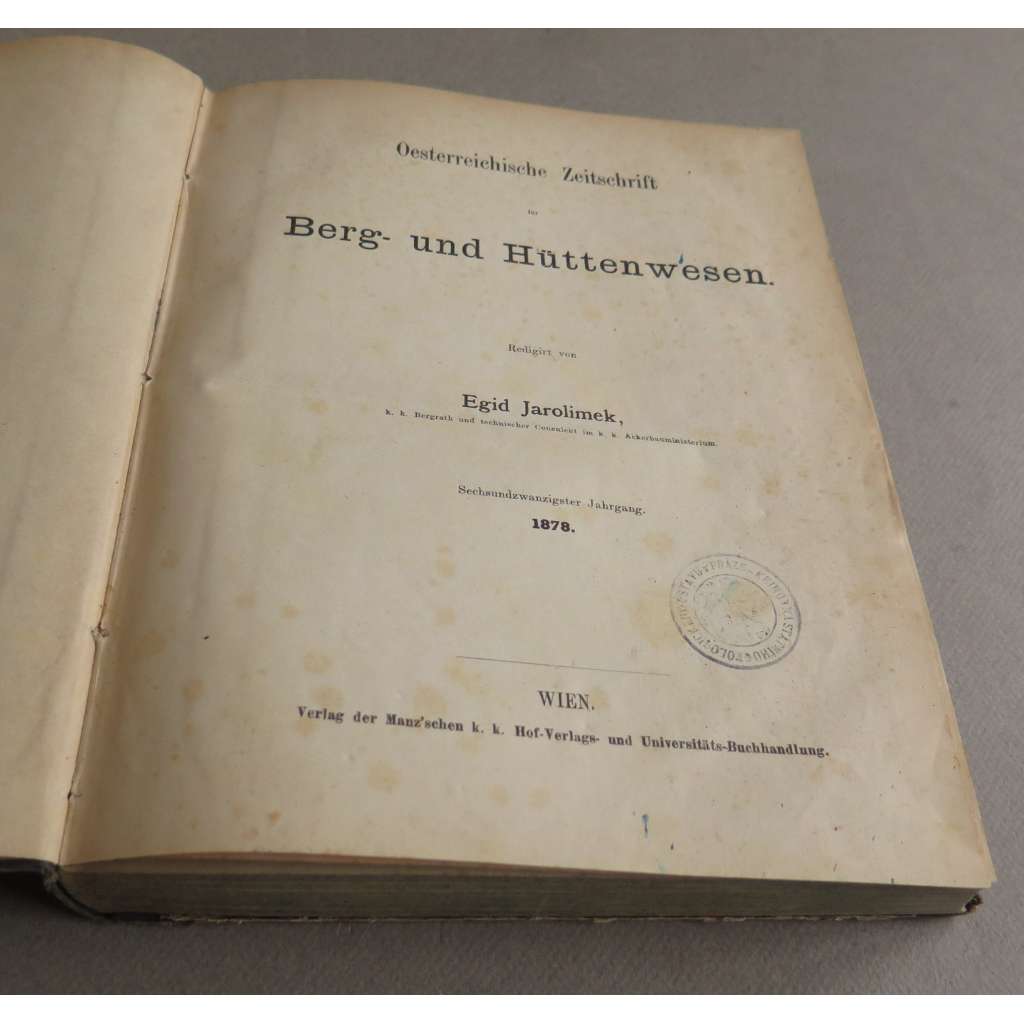 Oesterreichische Zeitschrift
für
Berg- und Hüttenwesen.
Redigirt von
Egid Jarolimek,
k. k. Bergrath und technischer Consulent im k. k. Ackerbauministerium.
Sechsundzwanzigster Jahrgang.
1878.
WIEN.
Verlag der Manz'schen k. k. Hof-Verlags- und Universitäts-Buchhandlung.